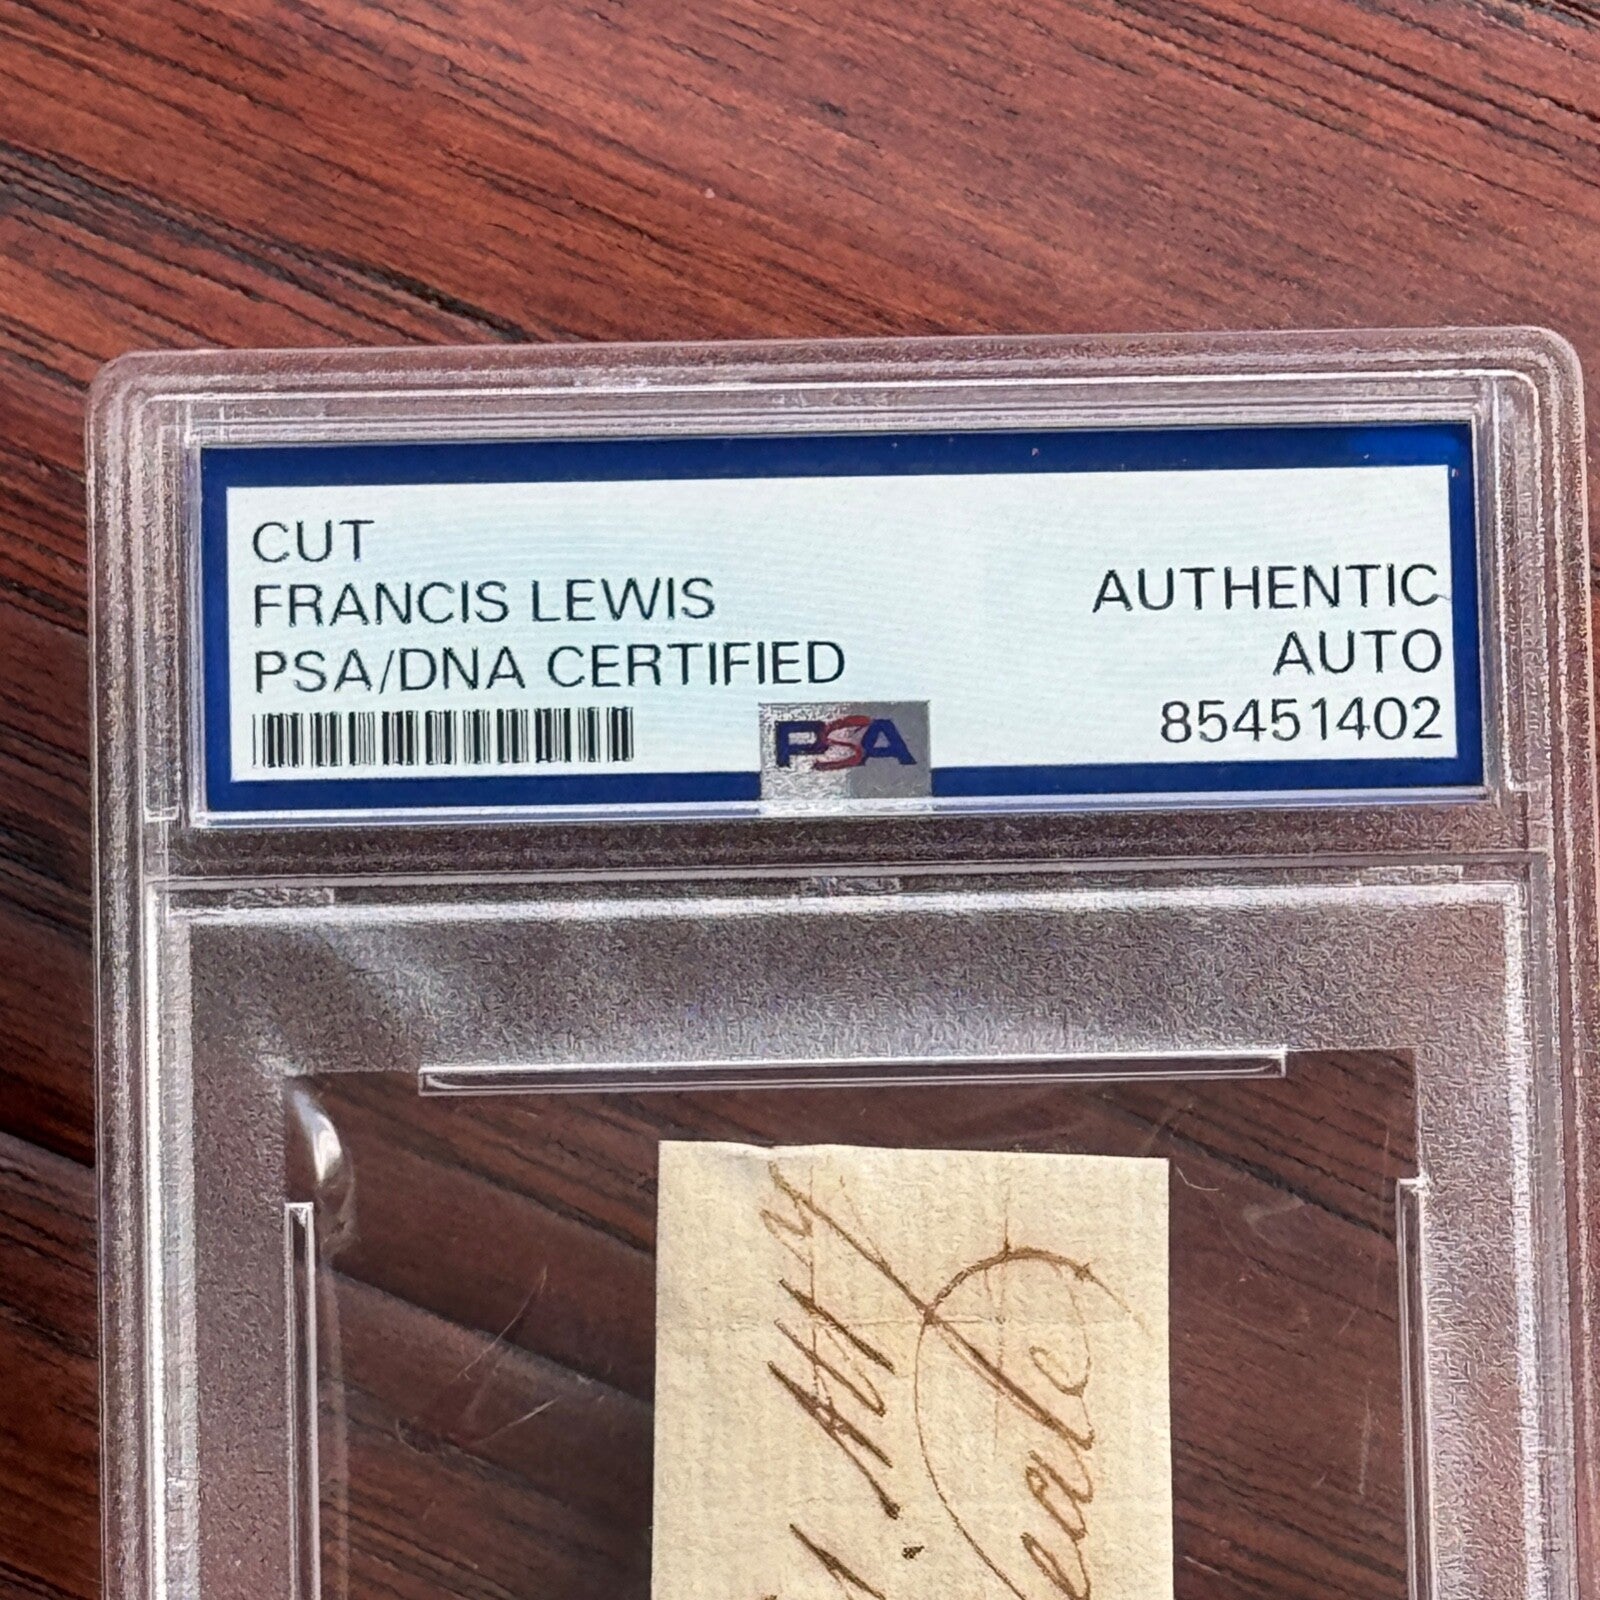 CUT
FRANCIS LEWIS
PSA/DNA CERTIFIED
AUTHENTIC
AUTO
85451402
PSA